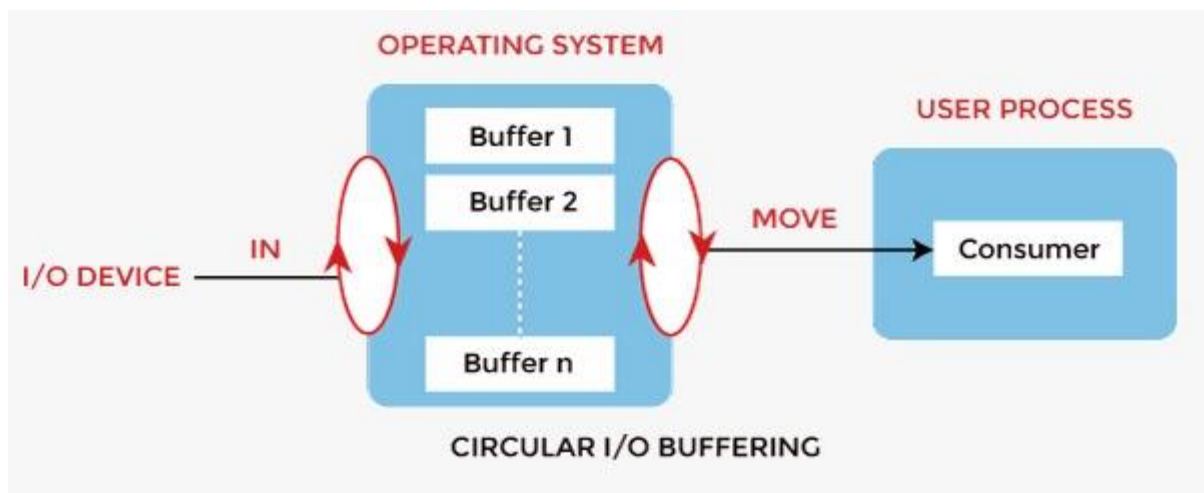 OPERATING SYSTEM
Buffer 1
Buffer 2
Buffer n
I/O DEVICE
IN
MOVE
USER PROCESS
Consumer
CIRCULAR I/O BUFFERING